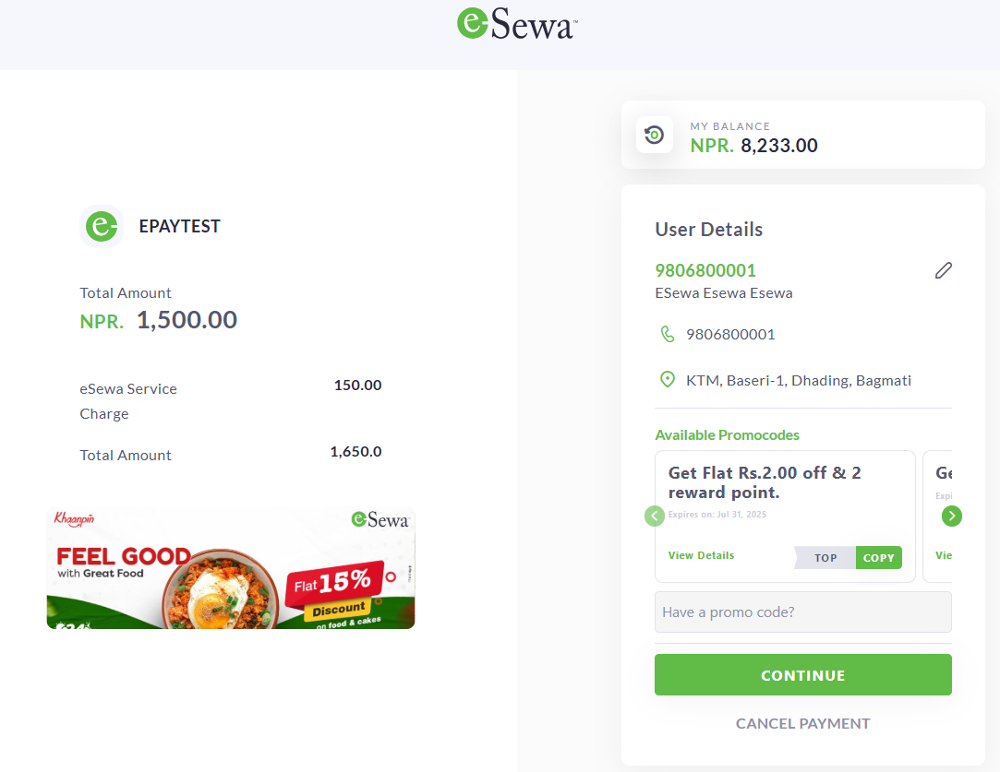 eSewa™
MY BALANCE
NPR. 8,233.00
EPAYTEST
Total Amount
NPR. 1,500.00
eSewa Service
Charge
150.00
Total Amount
1,650.0
Khaanpin
eSewa
FEEL GOOD
with Great Food
Flat 15%
Discount
on food & cakes
User Details
9806800001
ESewa Esewa Esewa
9806800001
KTM, Baseri-1, Dhading, Bagmati
Available Promocodes
Get Flat Rs.2.00 off & 2
reward point.
Expires on: Jul 31, 2025
View Details
TOP
COPY
Ge
Expi
Vie
Have a promo code?
CONTINUE
CANCEL PAYMENT